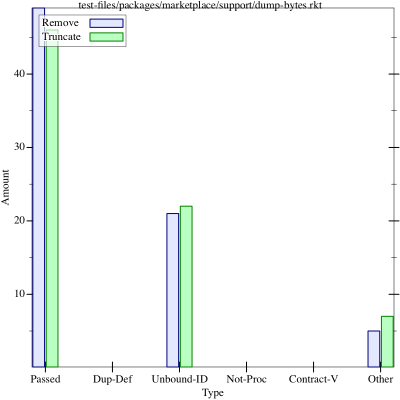 test-files/packages/marketplace/support/dump-bytes.rkt
Remove
Truncate
40
30
20
10
Amount
Passed Dup-Def Unbound-ID Not-Proc Contract-V Other
Type